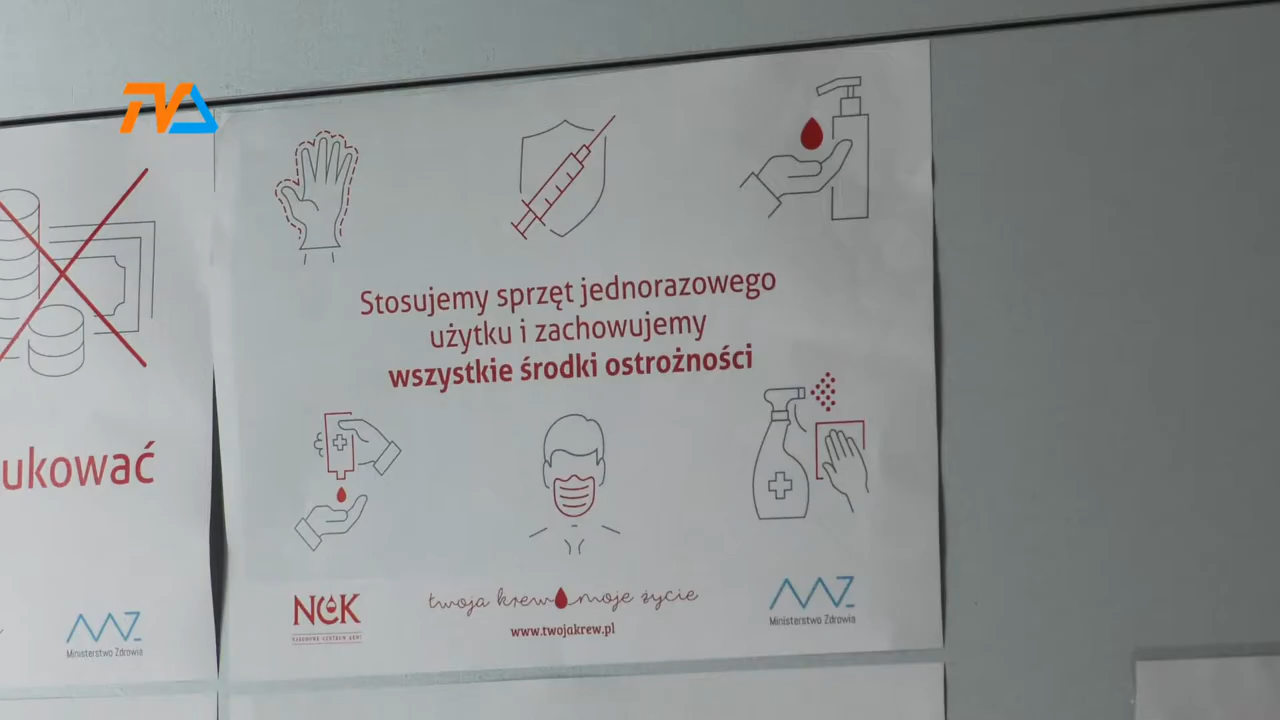 TVA
Stosujemy sprzęt jednorazowego
użytku i zachowujemy
wszystkie środki ostrożności
ukować
NCK
NARODOWE CENTRUM KRWI
twoja krew moje życie
www.twojakrew.pl
Ministerstwo Zdrowia
Ministerstwo Zdrowia